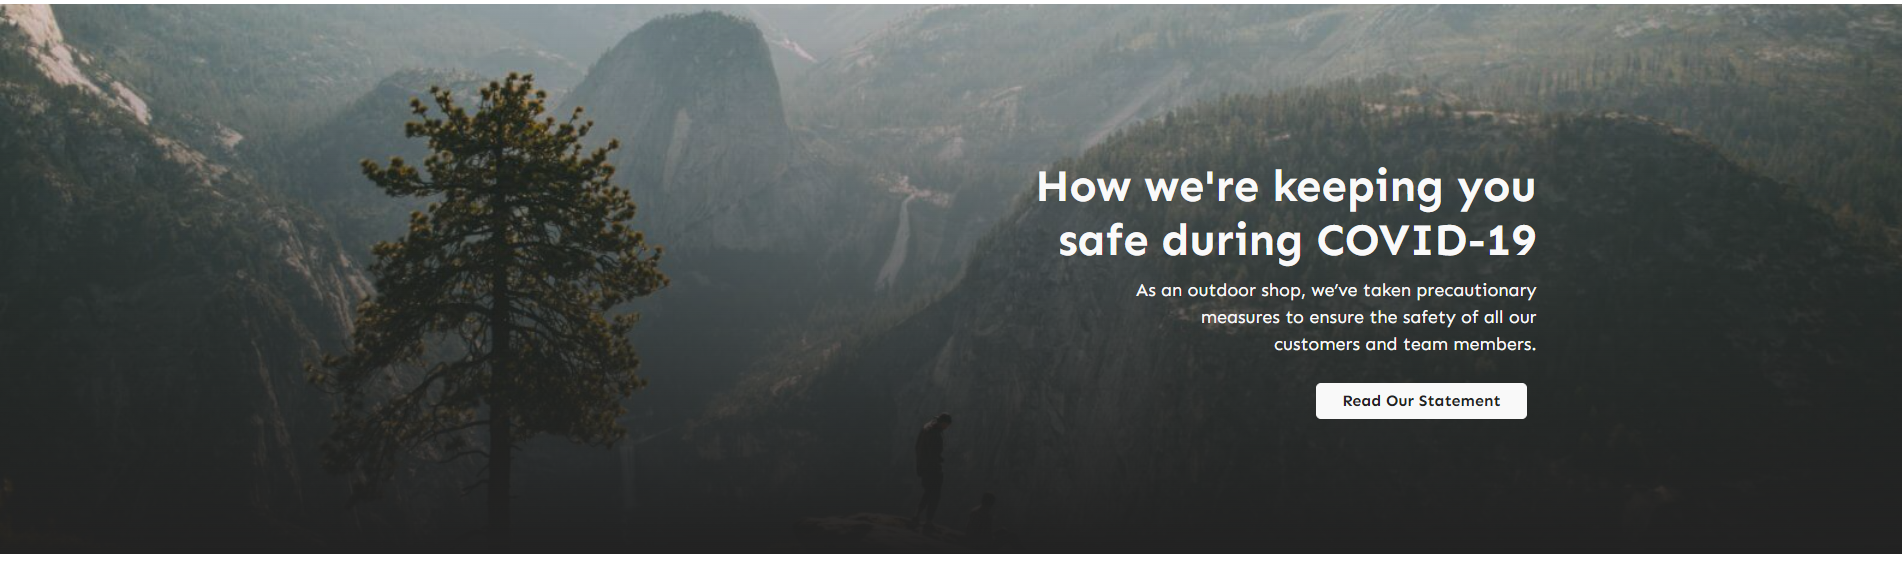 How we're keeping you
safe during COVID-19
As an outdoor shop, we’ve taken precautionary
measures to ensure the safety of all our
customers and team members.
Read Our Statement